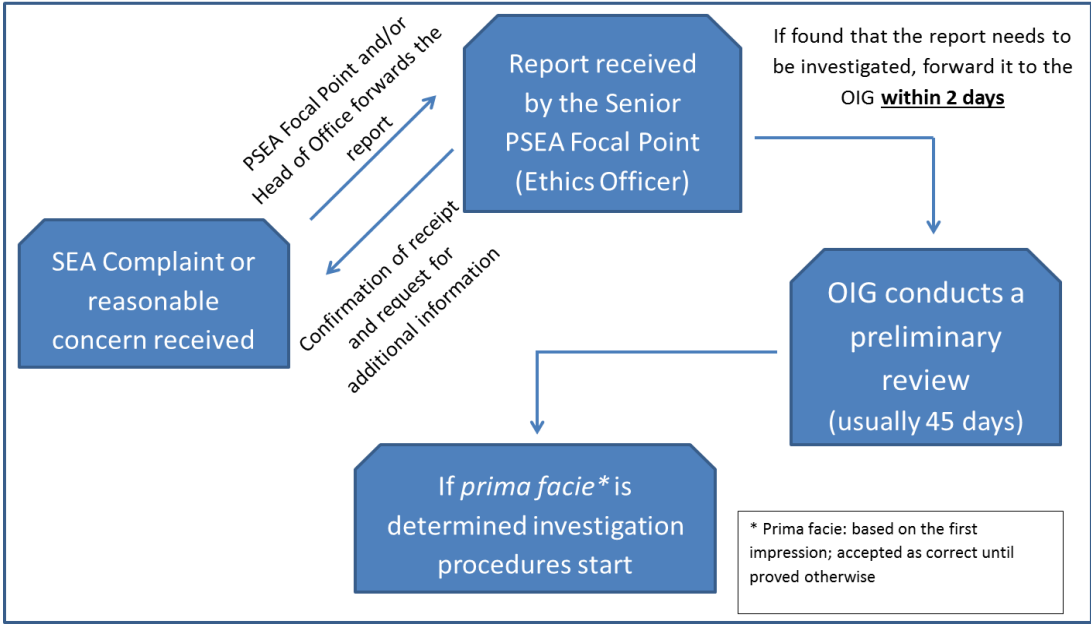 SEA Complaint or
reasonable
concern received
PSEA Focal Point and/or
Head of Office forwards the
report
Confirmation of receipt
and request for
additional information
Report received
by the Senior
PSEA Focal Point
(Ethics Officer)
If found that the report needs to
be investigated, forward it to the
OIG within 2 days
OIG conducts a
preliminary
review
(usually 45 days)
If prima facie* is
determined investigation
procedures start
* Prima facie: based on the first
impression; accepted as correct until
proved otherwise